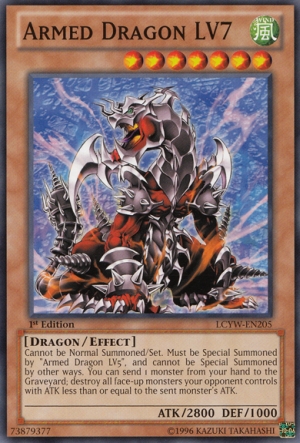 ARMED DRAGON LV7
WIND
風
1st Edition
LCYW-EN205
[DRAGON / EFFECT]
Cannot be Normal Summoned/Set. Must be Special Summoned
by "Armed Dragon LV5", and cannot be Special Summoned
by other ways. You can send 1 monster from your hand to the
Graveyard; destroy all face-up monsters your opponent controls
with ATK less than or equal to the sent monster's ATK.
ATK/2800 DEF/1000
73879377
©1996 KAZUKI TAKAHASHI